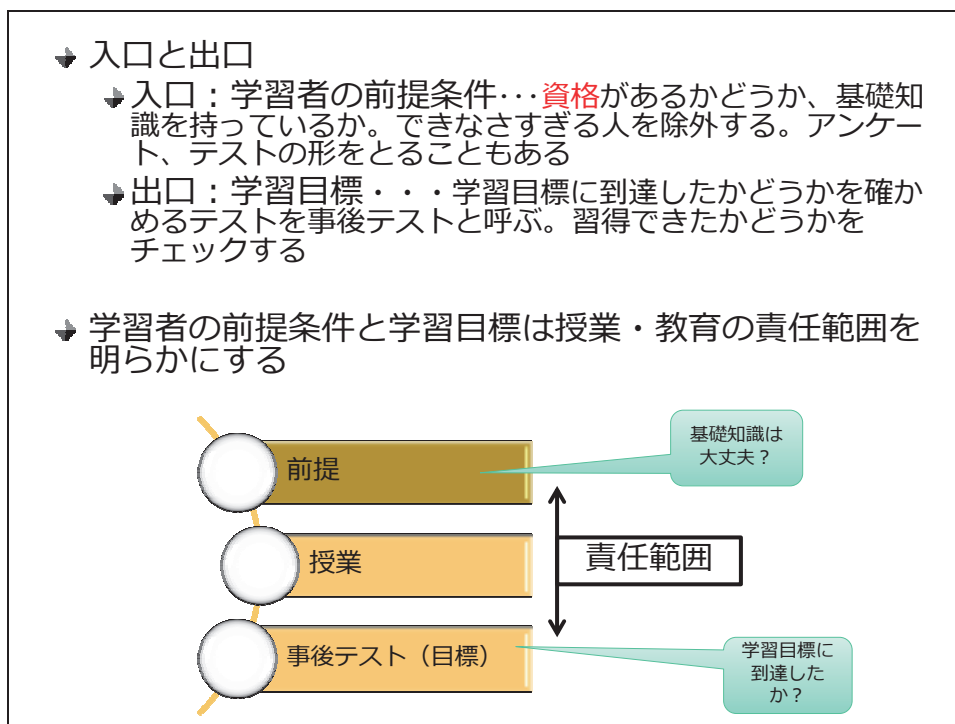 入口と出口
入口：学習者の前提条件･･･資格があるかどうか、基礎知
識を持っているか。できなさすぎる人を除外する。アンケー
ト、テストの形をとることもある
出口：学習目標・・・学習目標に到達したかどうかを確か
めるテストを事後テストと呼ぶ。習得できたかどうかを
チェックする
学習者の前提条件と学習目標は授業・教育の責任範囲を
明らかにする
基礎知識は
大丈夫？
前提
授業
責任範囲
事後テスト（目標）
学習目標に
到達した
か？